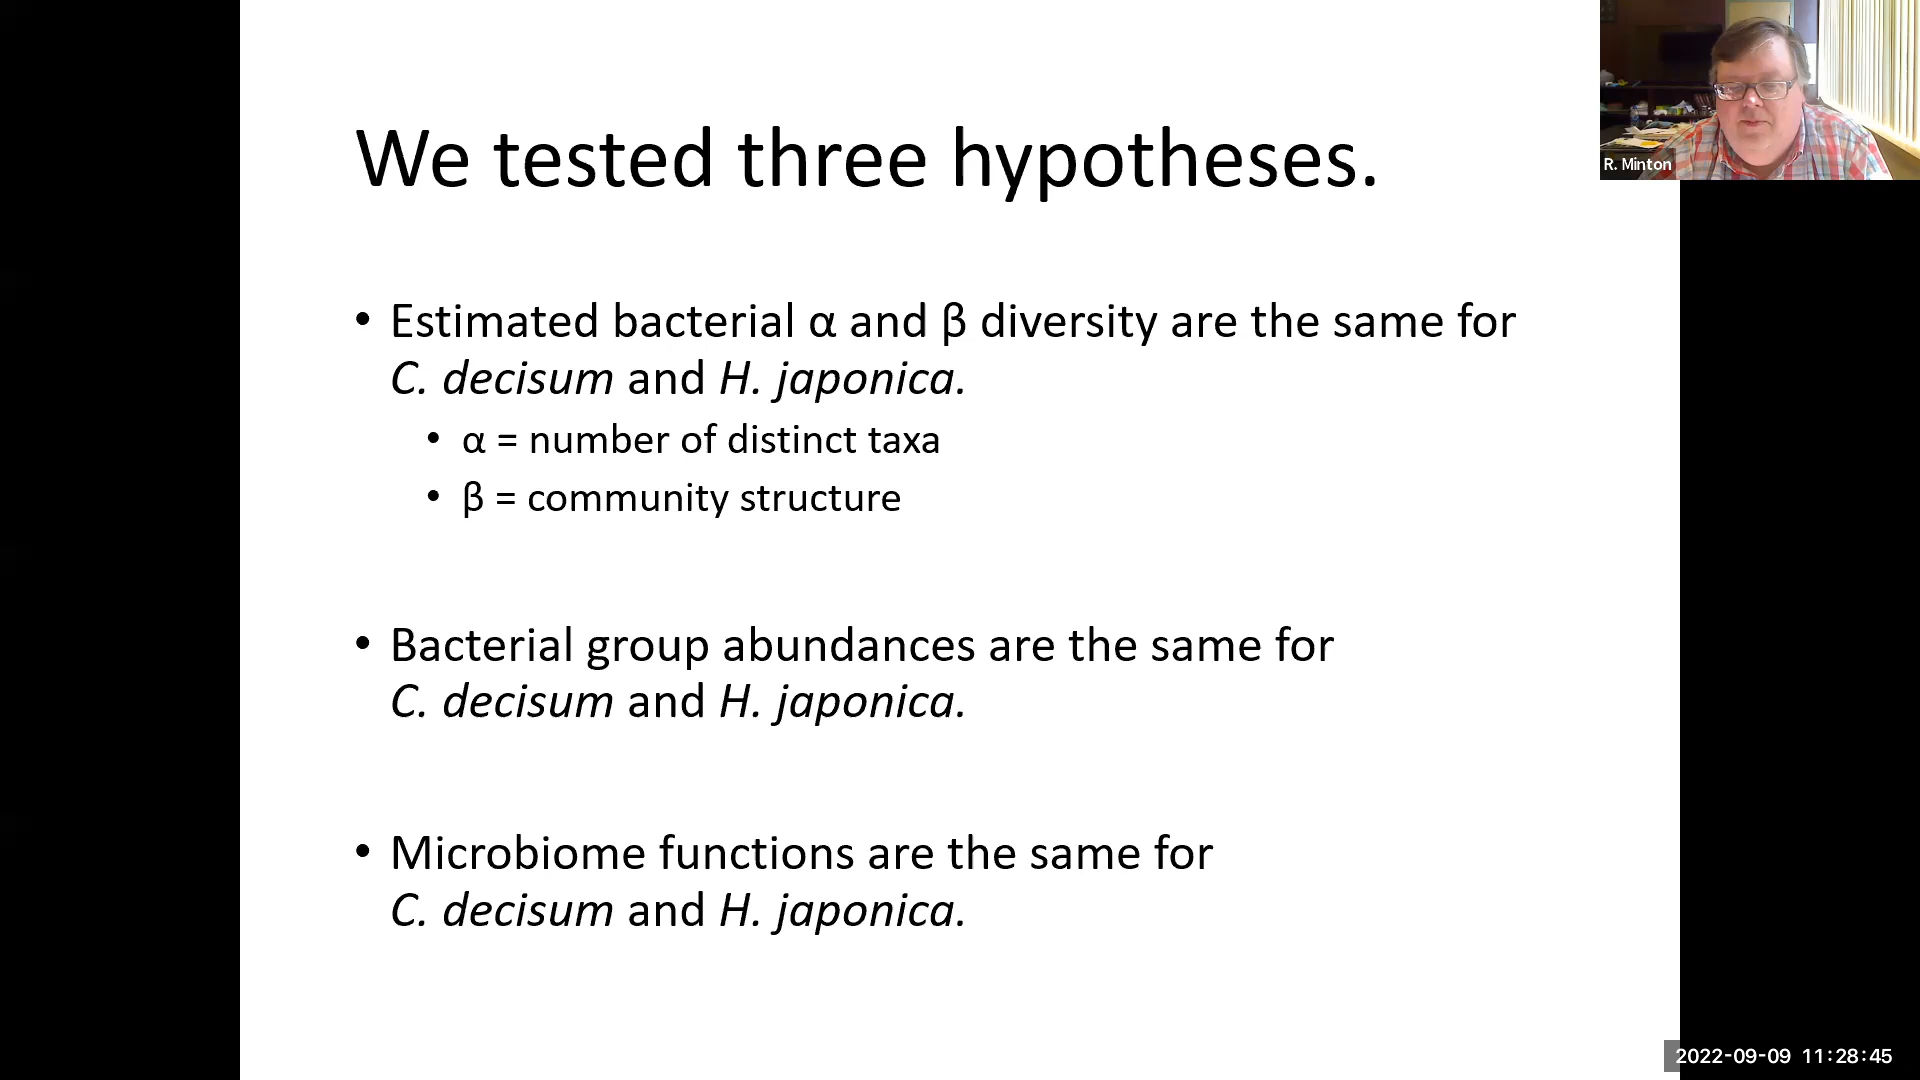 We tested three hypotheses.
R. Minton
• Estimated bacterial α and β diversity are the same for
C. decisum and H. japonica.
• α = number of distinct taxa
• β = community structure
• Bacterial group abundances are the same for
C. decisum and H. japonica.
• Microbiome functions are the same for
C. decisum and H. japonica.
2022-09-09 11:28:45